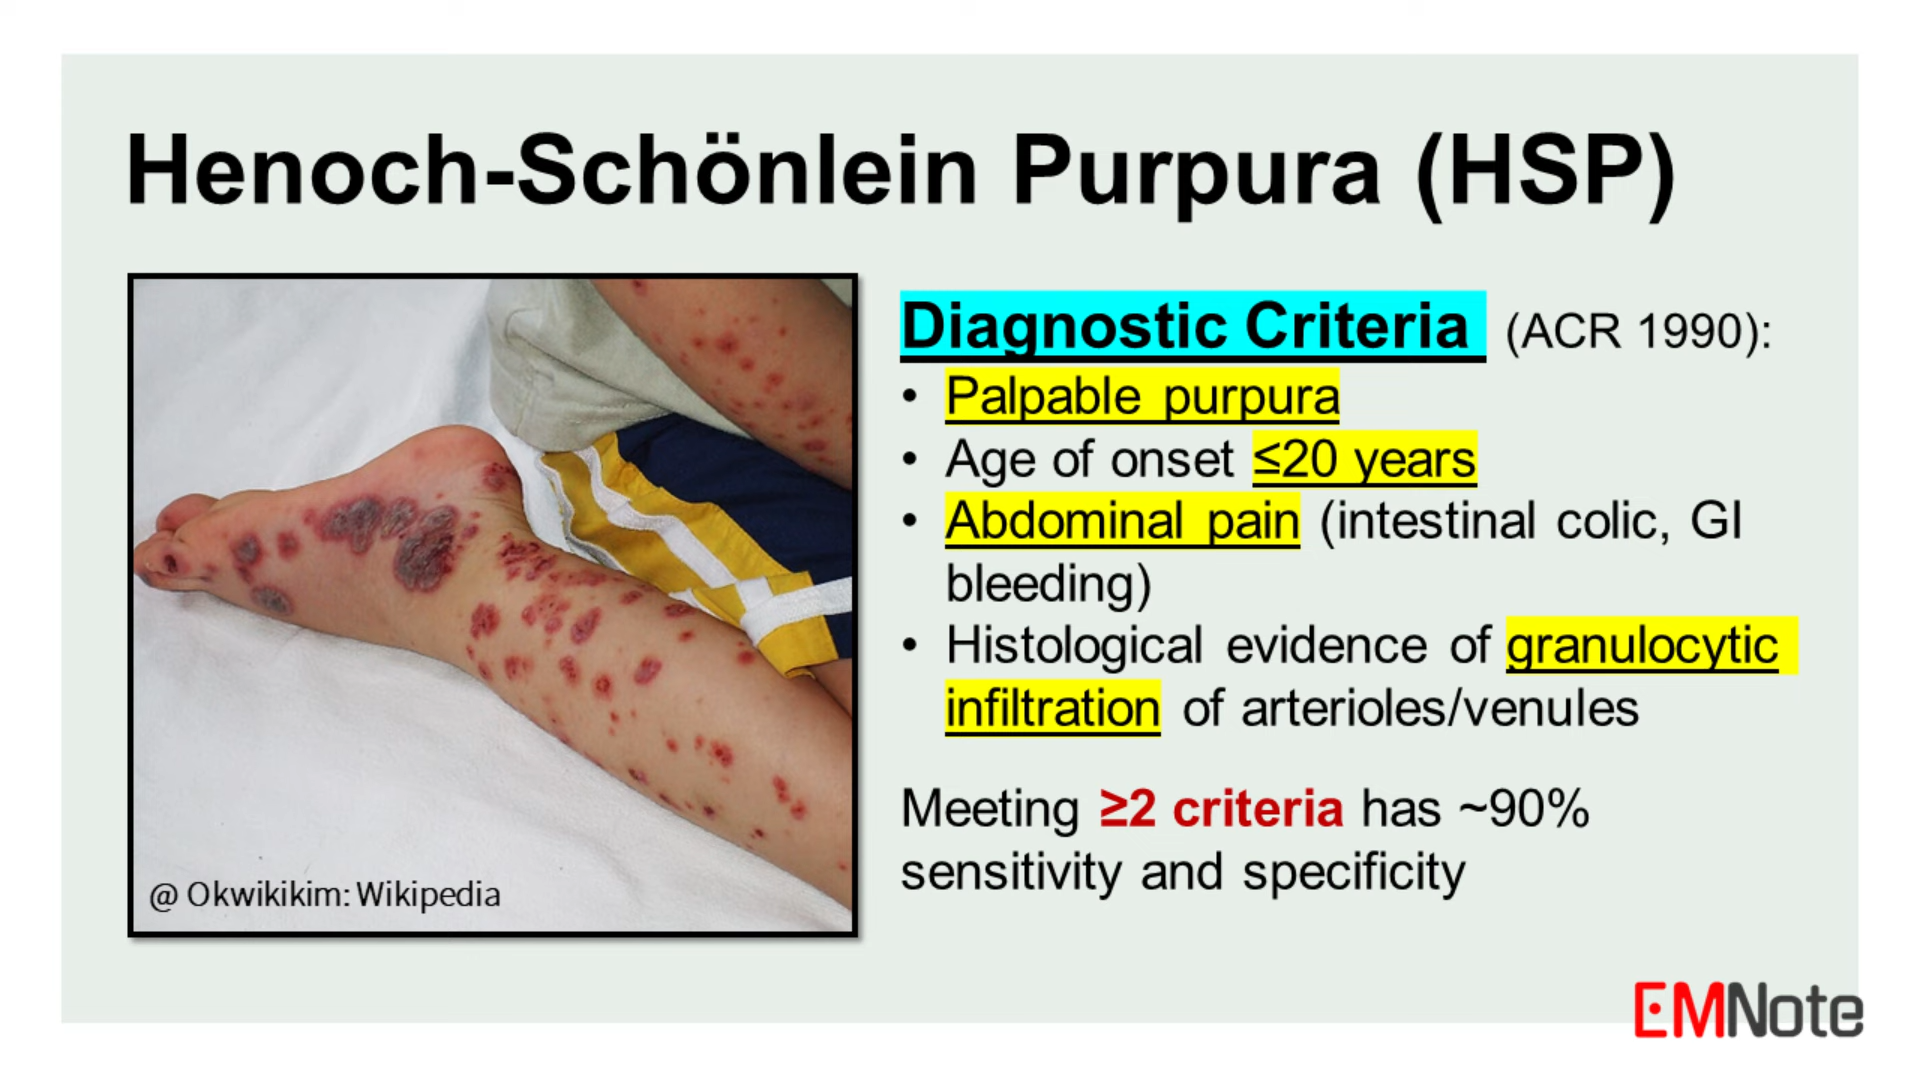 Henoch-Schönlein Purpura (HSP)
@ Okwikikim: Wikipedia
Diagnostic Criteria (ACR 1990):
• Palpable purpura
• Age of onset ≤20 years
• Abdominal pain (intestinal colic, GI
bleeding)
• Histological evidence of granulocytic
infiltration of arterioles/venules
Meeting ≥2 criteria has ~90%
sensitivity and specificity
EMNote